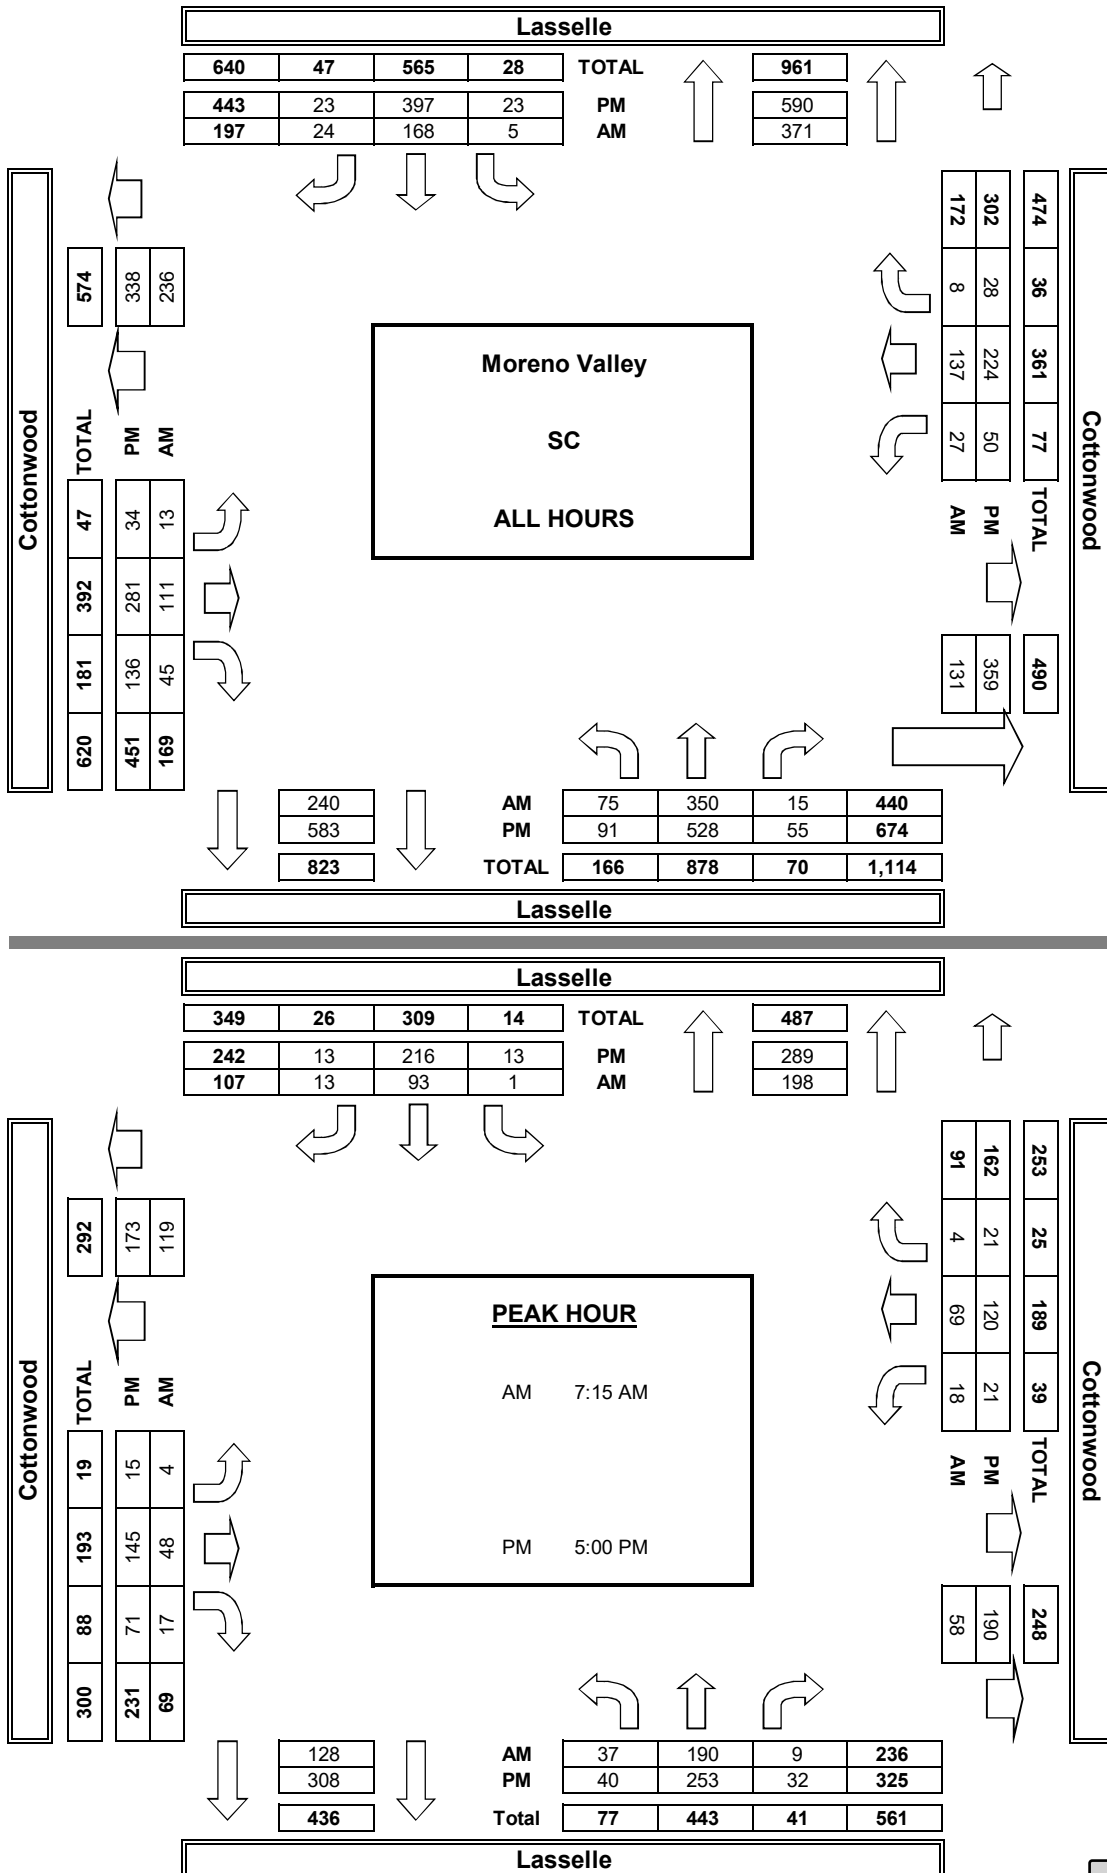 Lasselle
640 47 565 28 TOTAL 961
443 23 397 23 PM 590
197 24 168 5 AM 371
Cottonwood
574
338 236
TOTAL PM AM
47 34 13
392 281 111
181 136 45
620 451 169
Moreno Valley
SC
ALL HOURS
172 302 474
8 28 36
137 224 361
27 50 77
AM PM TOTAL
131 359 490
Cottonwood
240 AM 75 350 15 440
583 PM 91 528 55 674
823 TOTAL 166 878 70 1,114
Lasselle
Lasselle
349 26 309 14 TOTAL 487
242 13 216 13 PM 289
107 13 93 1 AM 198
Cottonwood
292 173 119
TOTAL PM AM
19 15 4
193 145 48
88 71 17
300 231 69
PEAK HOUR
AM 7:15 AM
PM 5:00 PM
91 162 253
4 21 25
69 120 189
18 21 39
AM PM TOTAL
58 190 248
Cottonwood
128 AM 37 190 9 236
308 PM 40 253 32 325
436 Total 77 443 41 561
Lasselle